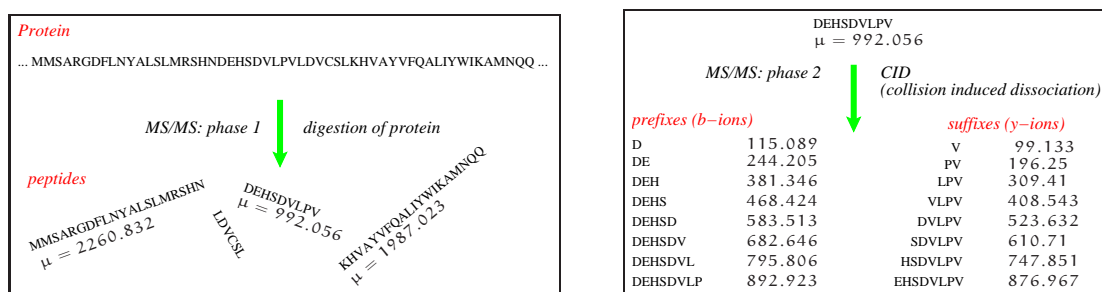 Protein
... MMSARGDFLNYALSLMRSHNDEHSDVLPVLDVCSLKHVAYVFQALIYWIKAMNQQ ...
MS/MS: phase 1 digestion of protein
peptides
MMSARGDFLNYALSLMRSHN
μ = 2260.832
LDVCSL
DEHSDVLPV
μ = 992.056
KHVAYVFQALIYWIKAMNQQ
μ = 1987.023
DEHSDVLPV
μ = 992.056
MS/MS: phase 2 CID
(collision induced dissociation)
prefixes (b−ions) suffixes (y−ions)
D 115.089 V 99.133
DE 244.205 PV 196.25
DEH 381.346 LPV 309.41
DEHS 468.424 VLPV 408.543
DEHSD 583.513 DVLPV 523.632
DEHSDV 682.646 SDVLPV 610.71
DEHSDVL 795.806 HSDVLPV 747.851
DEHSDVLP 892.923 EHSDVLPV 876.967